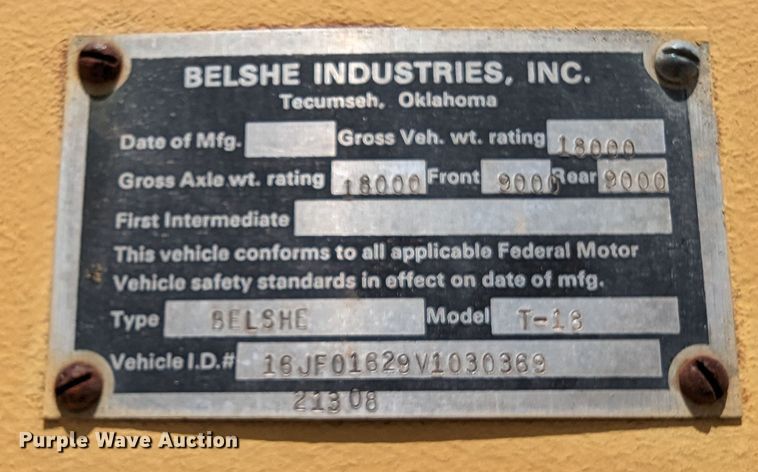 BELSHE INDUSTRIES, INC.
Tecumseh, Oklahoma
Date of Mfg. Gross Veh. wt. rating 18000
Gross Axle wt. rating 18000 Front 9000 Rear 9000
First Intermediate
This vehicle conforms to all applicable Federal Motor
Vehicle safety standards in effect on date of mfg.
Type BELSHE Model T-18
Vehicle I.D.# 16JF01629V1030369
21308
Purple Wave Auction